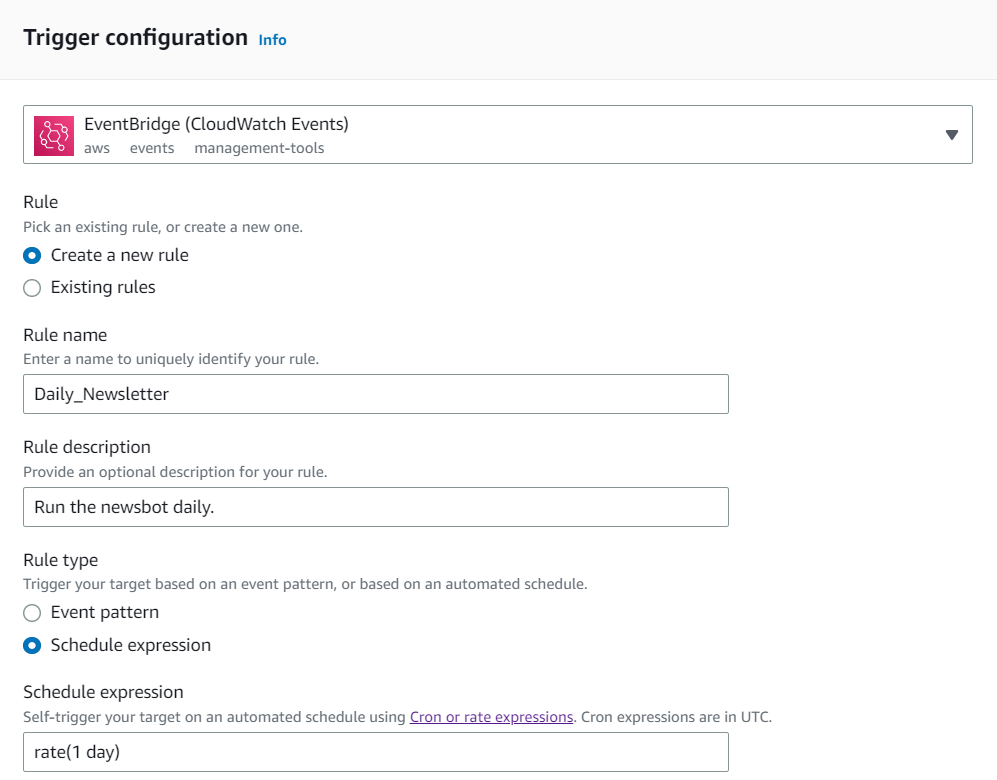 Trigger configuration Info
EventBridge (CloudWatch Events)
aws events management-tools
Rule
Pick an existing rule, or create a new one.
Create a new rule
Existing rules
Rule name
Enter a name to uniquely identify your rule.
Daily_Newsletter
Rule description
Provide an optional description for your rule.
Run the newsbot daily.
Rule type
Trigger your target based on an event pattern, or based on an automated schedule.
Event pattern
Schedule expression
Schedule expression
Self-trigger your target on an automated schedule using Cron or rate expressions. Cron expressions are in UTC.
rate(1 day)